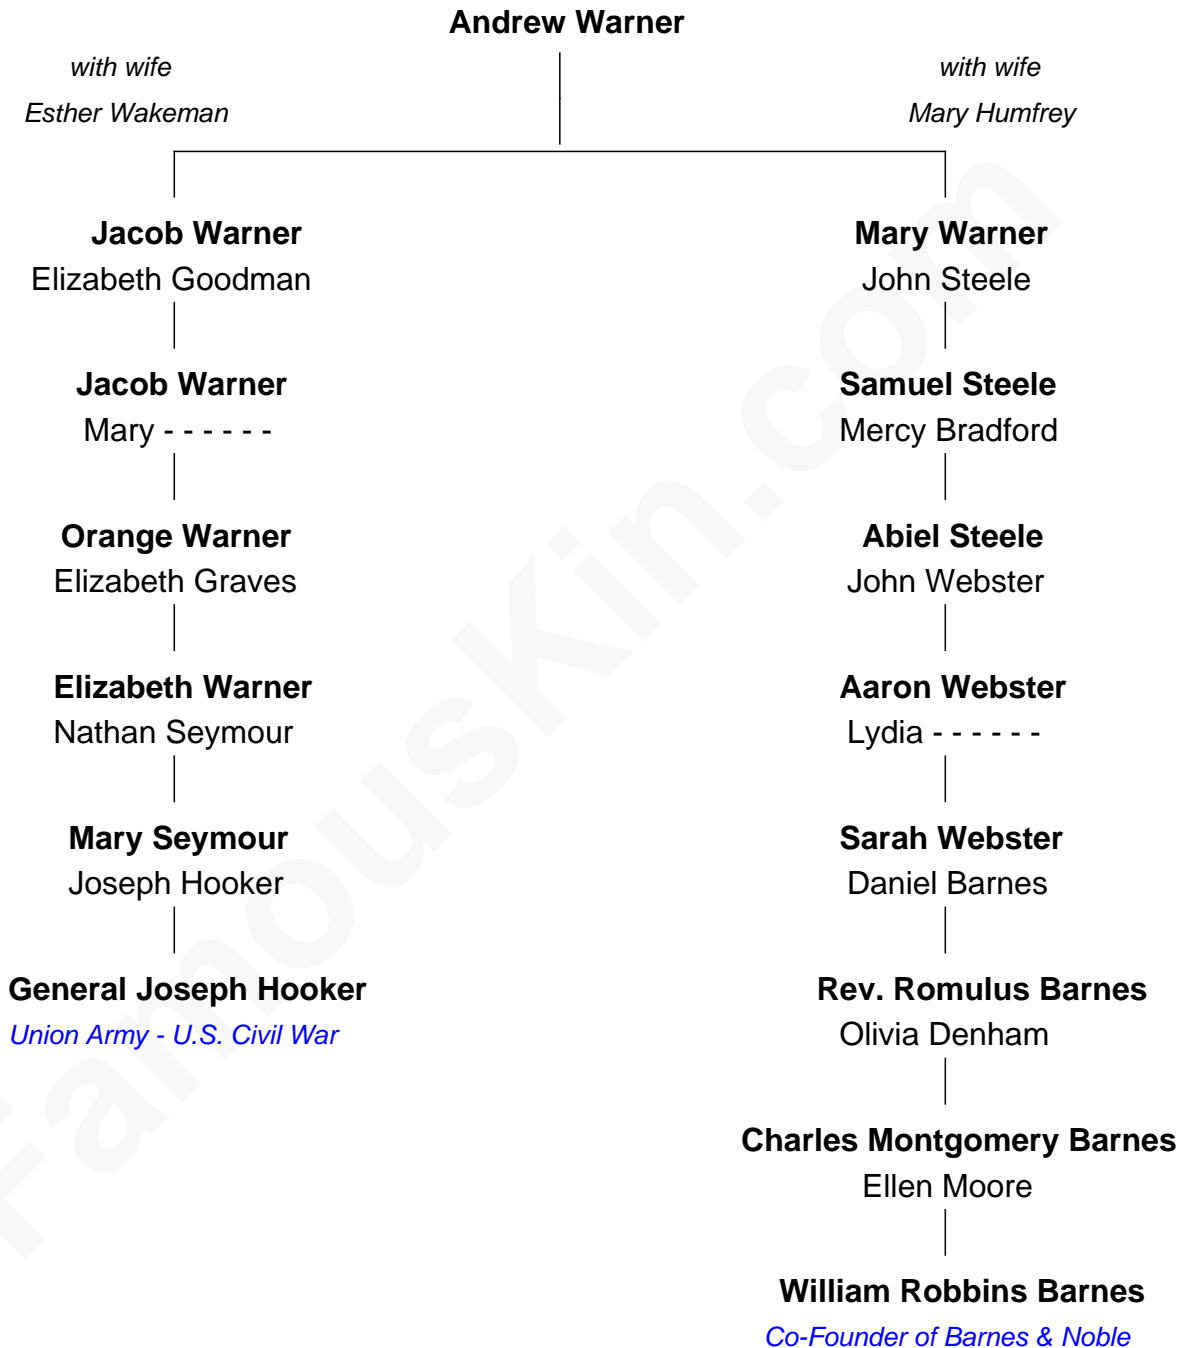 Andrew Warner
with wife
Esther Wakeman
with wife
Mary Humfrey
Jacob Warner
Elizabeth Goodman
Jacob Warner
Mary - - - - - -
Orange Warner
Elizabeth Graves
Elizabeth Warner
Nathan Seymour
Mary Seymour
Joseph Hooker
General Joseph Hooker
Union Army - U.S. Civil War
Mary Warner
John Steele
Samuel Steele
Mercy Bradford
Abiel Steele
John Webster
Aaron Webster
Lydia - - - - - -
Sarah Webster
Daniel Barnes
Rev. Romulus Barnes
Olivia Denham
Charles Montgomery Barnes
Ellen Moore
William Robbins Barnes
Co-Founder of Barnes & Noble
FamousKin.com